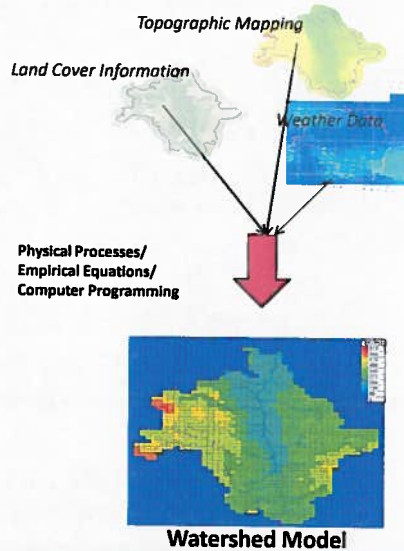 Topographic Mapping
Land Cover Information
Weather Data
Physical Processes/
Empirical Equations/
Computer Programming
Watershed Model